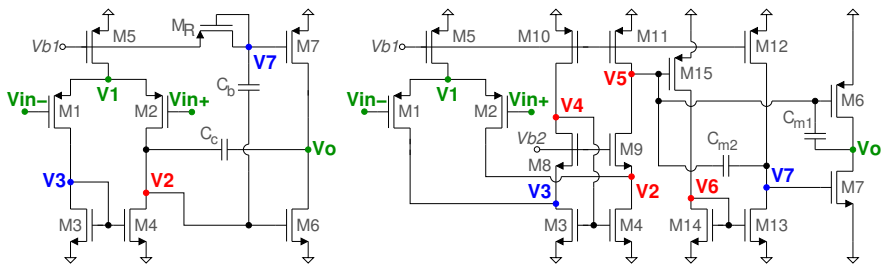 Vb1 M5 MR M7
V7
Vin− V1 Vin+ Cb
M1 M2
Cc Vo
V3 V2
M3 M4 M6
Vb1 M5 M10 M11 M12
V5 M15
Vin− V1 Vin+ V4 M6
M1 M2 Cm1
Vb2 M9 Cm2 Vo
M8 V7
V3 V2 V6 M7
M3 M4 M14 M13